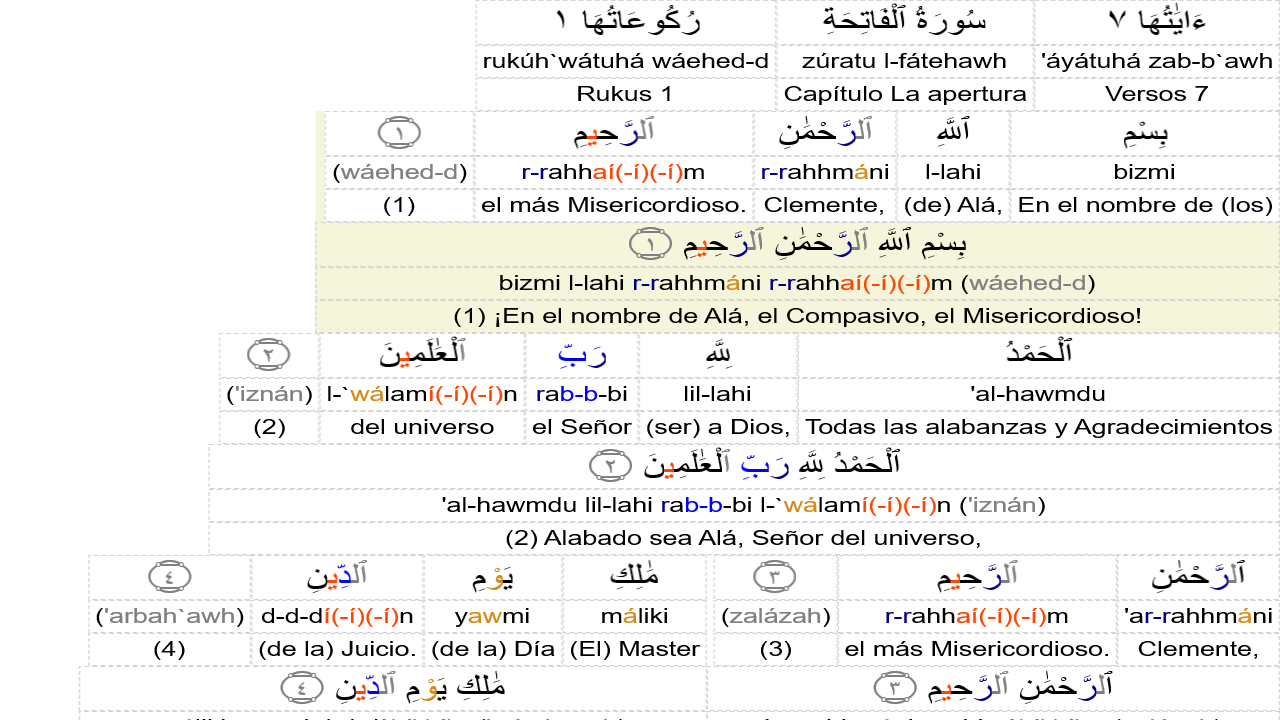 ءَايَٰتُهَا ٧ سُورَةُ ٱلْفَاتِحَةِ رُكُوعَاتُهَا ١
'áyátuhá zab-b`awh zúratu l-fátehawh rukúh`wátuhá wáehed-d
Versos 7 Capítulo La apertura Rukus 1
بِسْمِ ٱللَّهِ ٱلرَّحْمَٰنِ ٱلرَّحِيمِ ١
bizmi l-lahi r-rahhmáni r-rahhaí(-í)(-í)m (wáehed-d)
En el nombre de (los) (de) Alá, Clemente, el más Misericordioso. (1)
بِسْمِ ٱللَّهِ ٱلرَّحْمَٰنِ ٱلرَّحِيمِ ١
bizmi l-lahi r-rahhmáni r-rahhaí(-í)(-í)m (wáehed-d)
(1) ¡En el nombre de Alá, el Compasivo, el Misericordioso!
ٱلْحَمْدُ لِلَّهِ رَبِّ ٱلْعَٰلَمِينَ ٢
'al-hawmdu lil-lahi rab-b-bi l-`wálamí(-í)(-í)n ('iznán)
Todas las alabanzas y Agradecimientos (ser) a Dios, el Señor del universo (2)
ٱلْحَمْدُ لِلَّهِ رَبِّ ٱلْعَٰلَمِينَ ٢
'al-hawmdu lil-lahi rab-b-bi l-`wálamí(-í)(-í)n ('iznán)
(2) Alabado sea Alá, Señor del universo,
ٱلرَّحْمَٰنِ ٱلرَّحِيمِ ٣ مَٰلِكِ يَوْمِ ٱلدِّينِ ٤
'ar-rahhmáni r-rahhaí(-í)(-í)m (zalázah) máliki yawmi d-d-dí(-í)(-í)n ('arbah`awh)
Clemente, el más Misericordioso. (3) (El) Master (de la) Día (de la) Juicio. (4)
ٱلرَّحْمَٰنِ ٱلرَّحِيمِ ٣ مَٰلِكِ يَوْمِ ٱلدِّينِ ٤